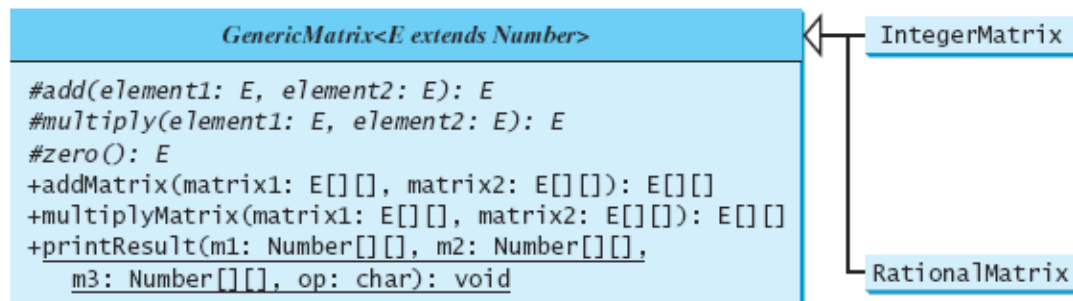 GenericMatrix<E extends Number>
#add(element1: E, element2: E): E
#multiply(element1: E, element2: E): E
#zero(): E
+addMatrix(matrix1: E[][], matrix2: E[][]): E[][]
+multiplyMatrix(matrix1: E[][], matrix2: E[][]): E[][]
+printResult(m1: Number[][], m2: Number[][],
m3: Number[][], op: char): void
IntegerMatrix
RationalMatrix